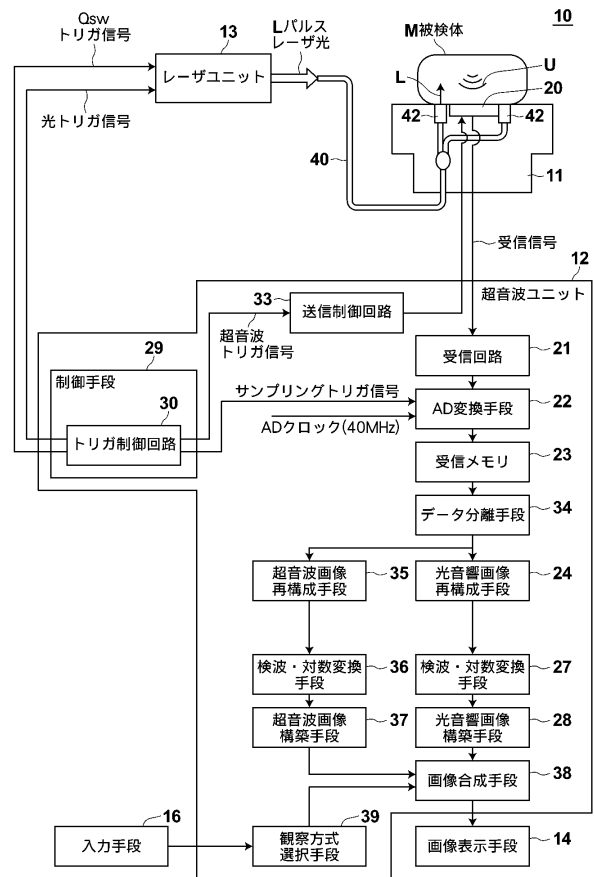 10
Qsw
トリガ信号
13
レーザユニット
Lパルス
レーザ光
M被検体
L
U
20
42
42
光トリガ信号
40
11
受信信号
12
超音波ユニット
33
送信制御回路
超音波
トリガ信号
29
制御手段
30
トリガ制御回路
サンプリングトリガ信号
ADクロック(40MHz)
受信回路
21
AD変換手段
22
受信メモリ
23
データ分離手段
34
超音波画像
再構成手段
35
光音響画像
再構成手段
24
検波・対数変換
手段
36
検波・対数変換
手段
27
超音波画像
構築手段
37
光音響画像
構築手段
28
画像合成手段
38
16
入力手段
39
観察方式
選択手段
画像表示手段
14